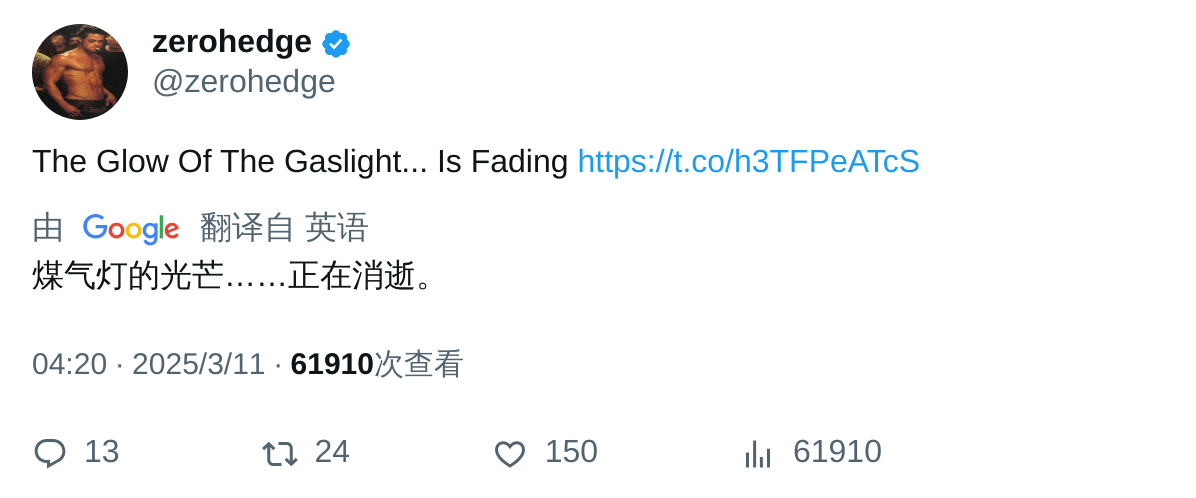 zerohedge
@zerohedge
The Glow Of The Gaslight... Is Fading https://t.co/h3TFPeATcS
由 Google 翻译自 英语
煤气灯的光芒……正在消逝。
04:20 · 2025/3/11 · 61910次查看
13 24 150 61910